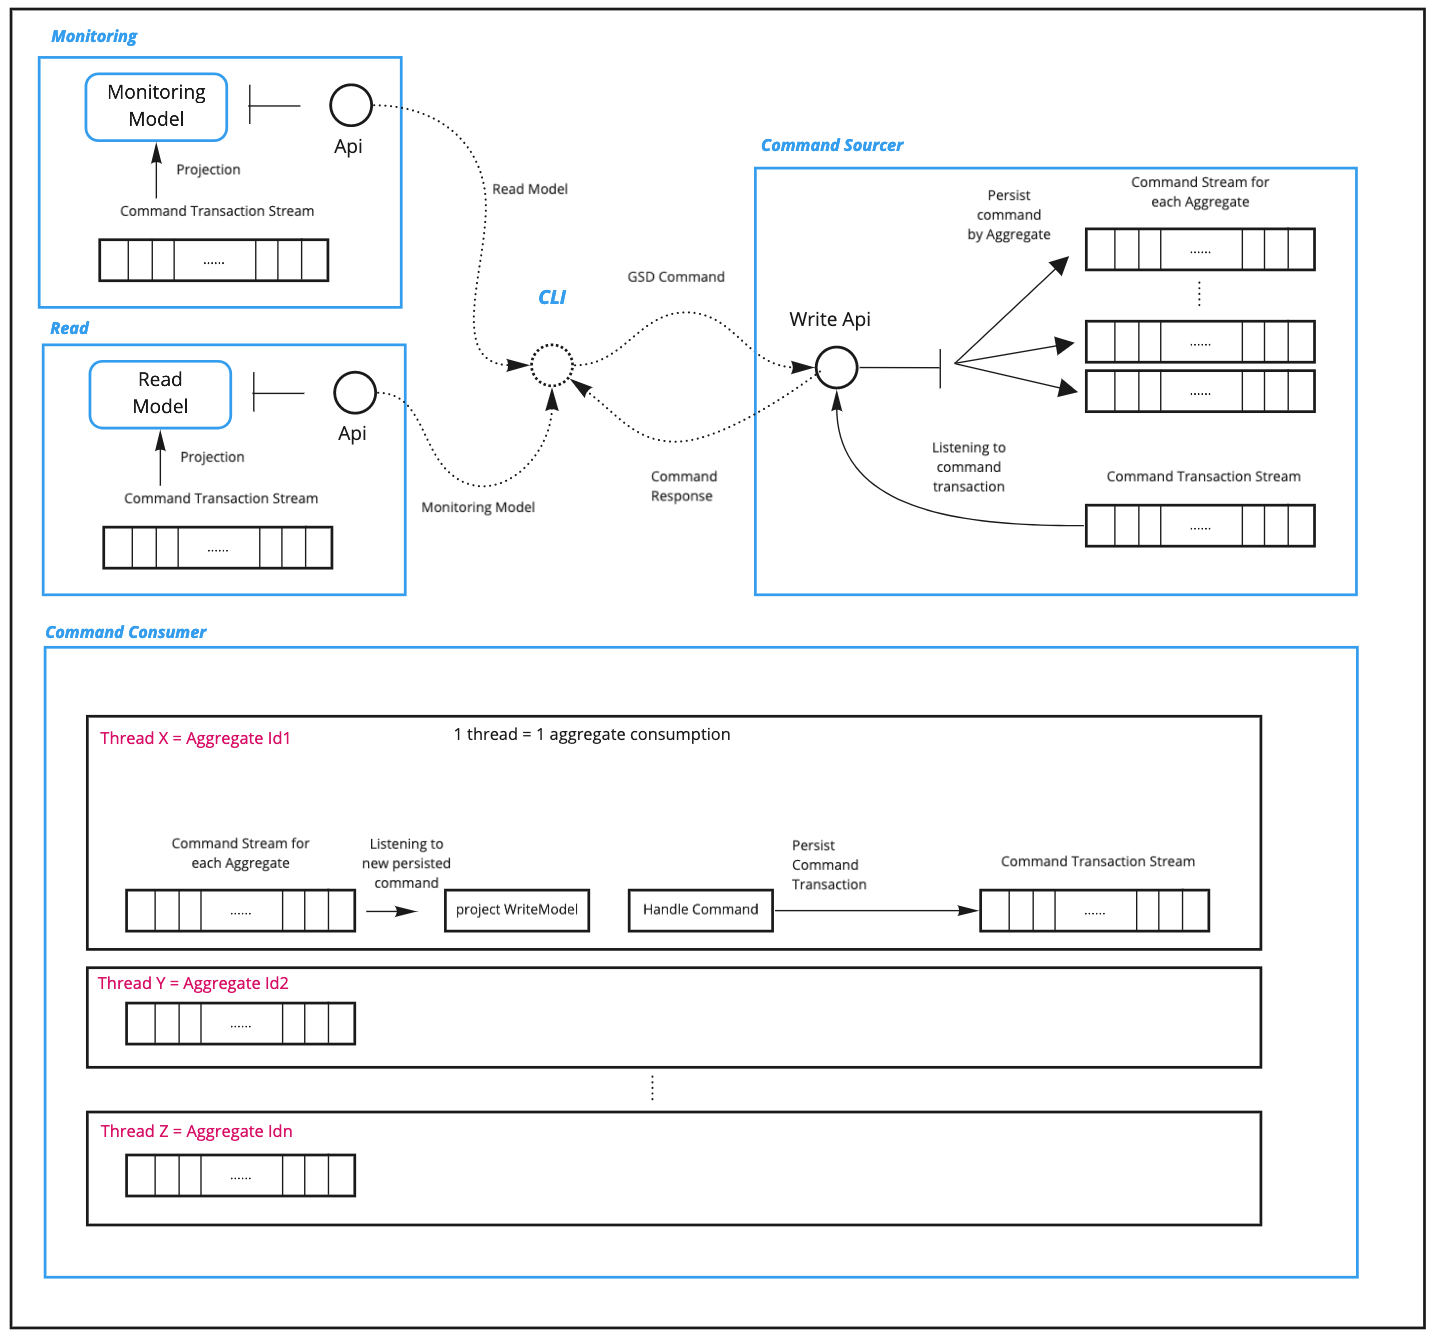 Monitoring
Monitoring
Model
Api
Projection
Command Transaction Stream
......
Read Model
Read
Read
Model
Api
Projection
Command Transaction Stream
......
Monitoring Model
CLI
GSD Command
Command
Response
Command Sourcer
Write Api
Persist
command
by Aggregate
Command Stream for
each Aggregate
......
......
......
Listening to
command
transaction
Command Transaction Stream
......
Command Consumer
Thread X = Aggregate Id1
1 thread = 1 aggregate consumption
Command Stream for
each Aggregate
......
Listening to
new persisted
command
project WriteModel
Handle Command
Persist
Command
Transaction
Command Transaction Stream
......
Thread Y = Aggregate Id2
......
Thread Z = Aggregate Idn
......